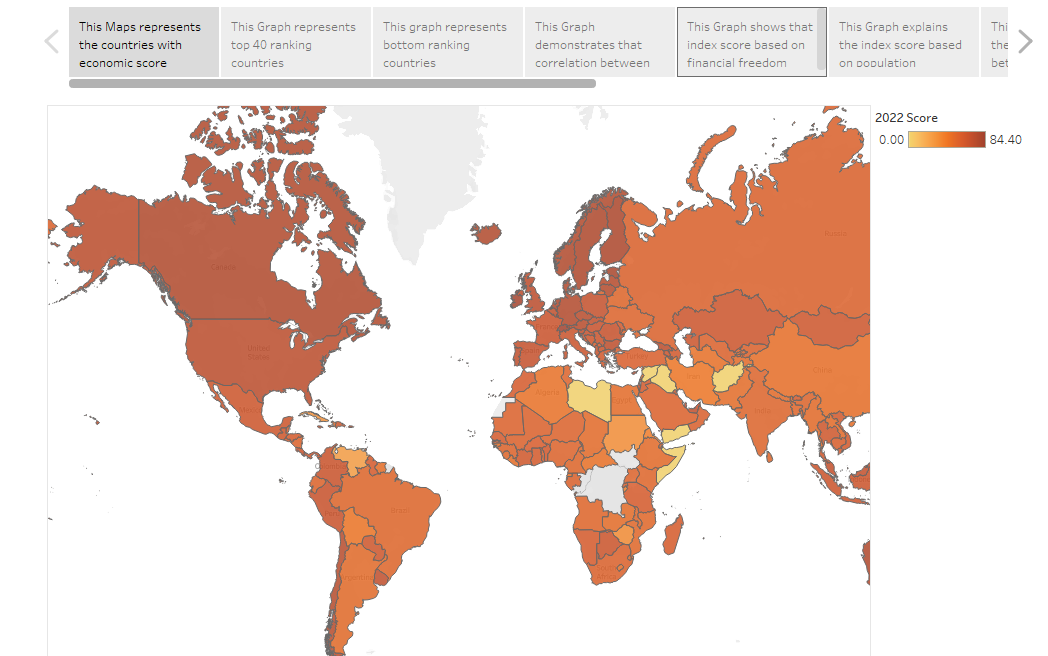 This Maps represents
the countries with
economic score
This Graph represents
top 40 ranking
countries
This graph represents
bottom ranking
countries
This Graph
demonstrates that
correlation between
This Graph shows that
index score based on
financial freedom
This Graph explains
the index score based
on population
Thi
the
bet
2022 Score
0.00
84.40
Russia
Canada
United
States
China
India
Brazil